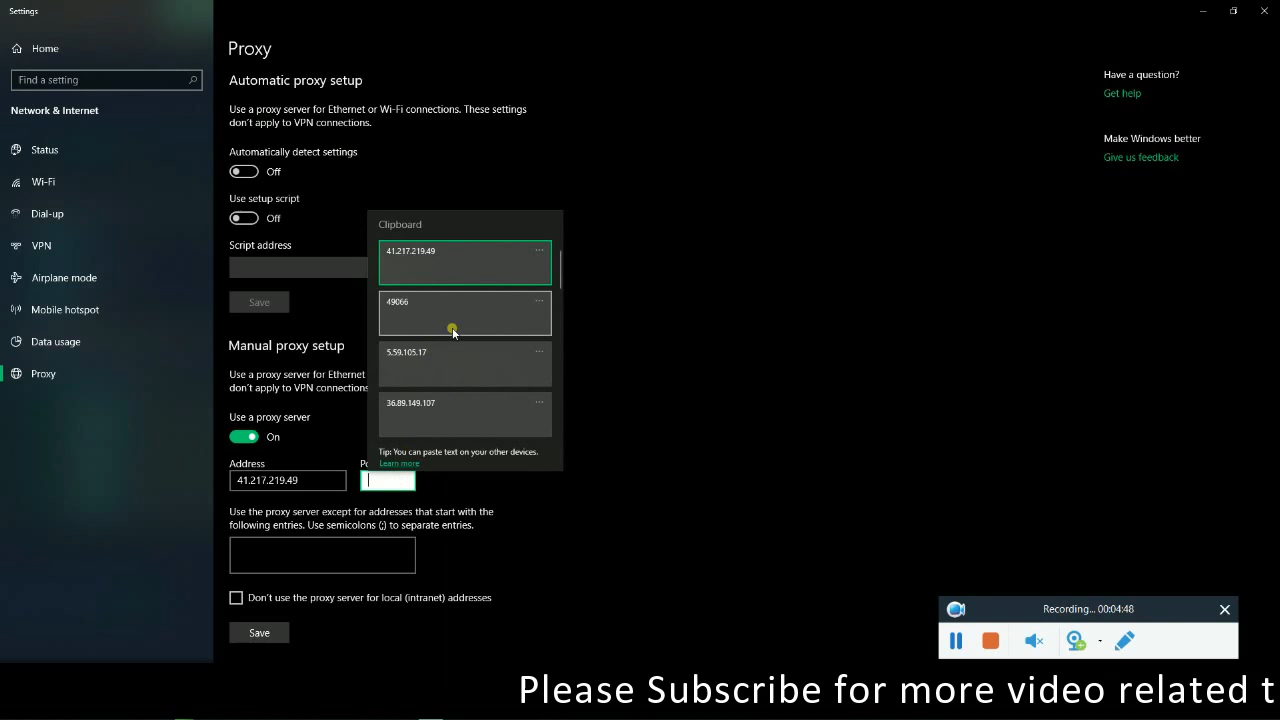 Settings
Home
Find a setting
Network & Internet
Status
Wi-Fi
Dial-up
VPN
Airplane mode
Mobile hotspot
Data usage
Proxy
Proxy
Automatic proxy setup
Use a proxy server for Ethernet or Wi-Fi connections. These settings
don't apply to VPN connections.
Automatically detect settings
Off
Use setup script
Off
Script address
Save
Manual proxy setup
Use a proxy server for Ethernet
don't apply to VPN connections
Use a proxy server
On
Address
41.217.219.49
Use the proxy server except for addresses that start with the
following entries. Use semicolons (;) to separate entries.
Don't use the proxy server for local (intranet) addresses
Save
Clipboard
41.217.219.49
49066
5.59.105.17
36.89.149.107
Tip: You can paste text on your other devices.
Learn more
Have a question?
Get help
Make Windows better
Give us feedback
Recording... 00:04:48
Please Subscribe for more video related t